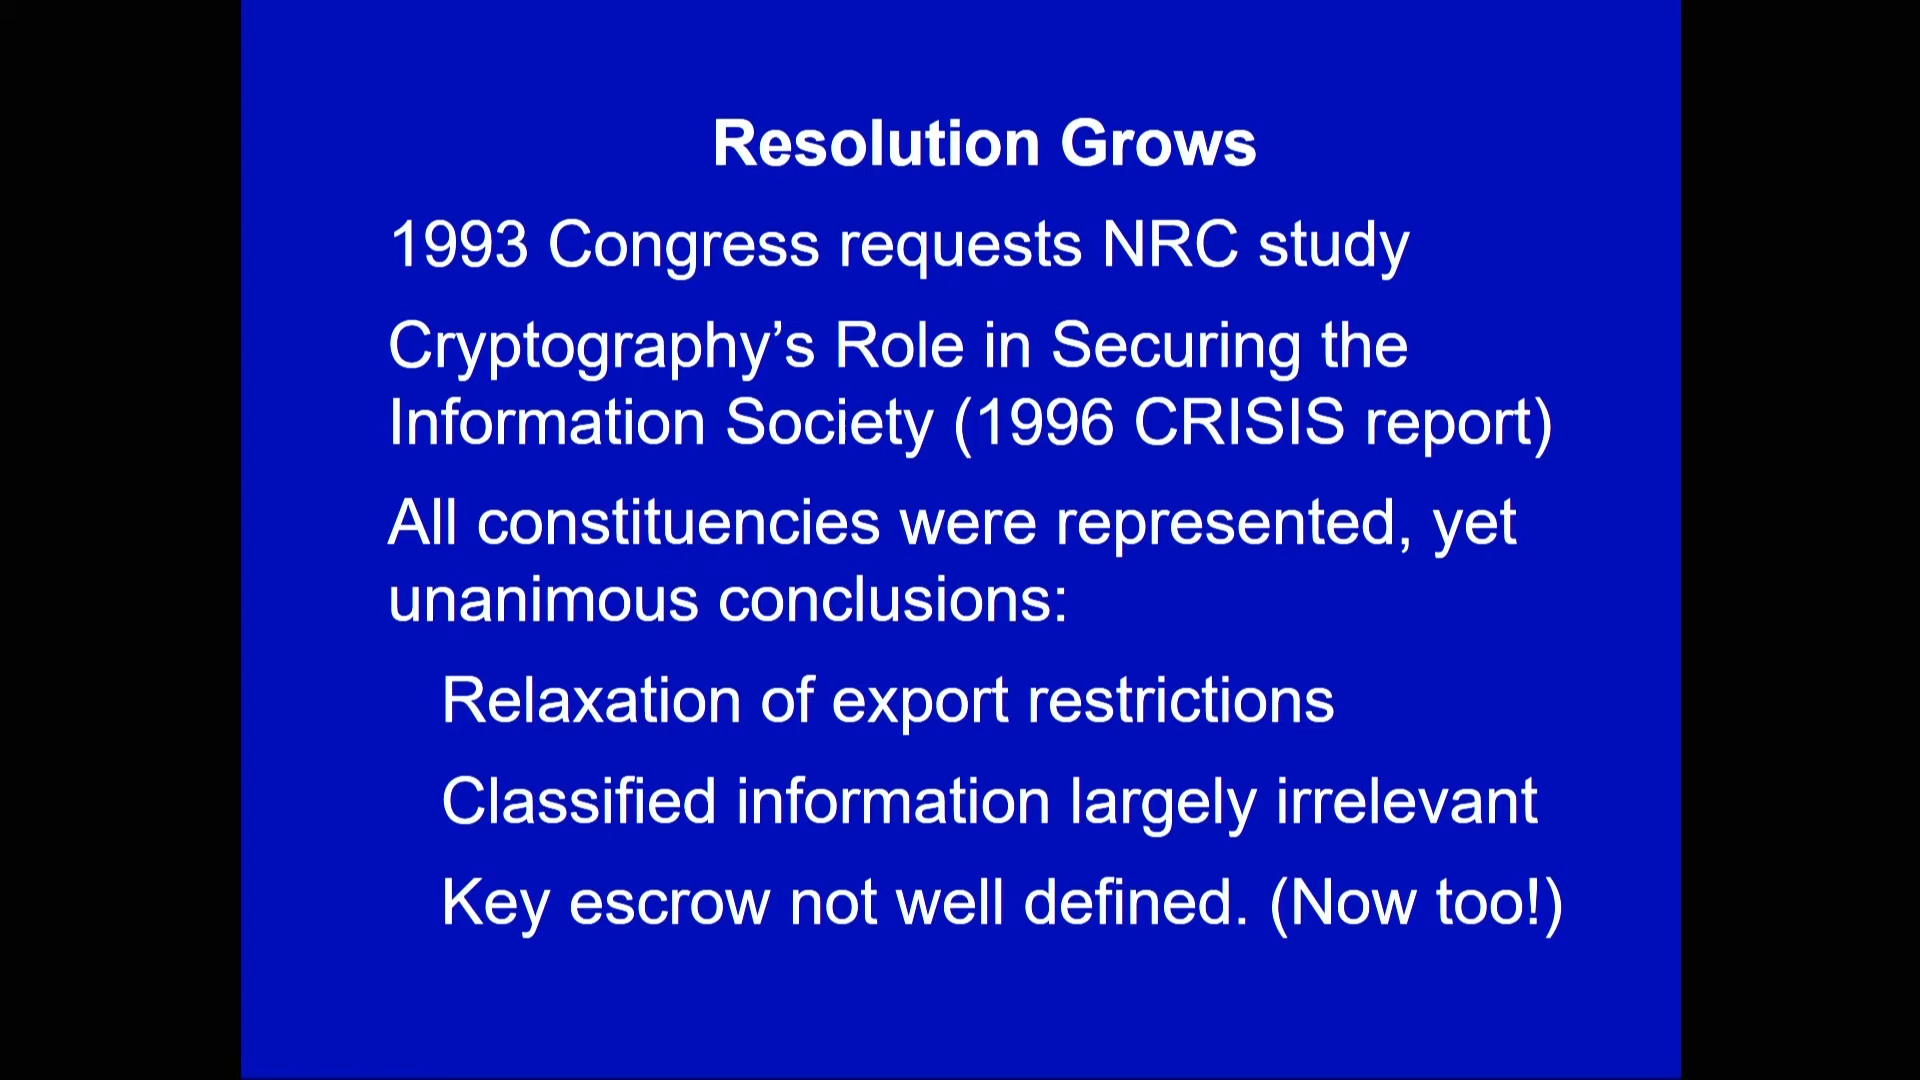 Resolution Grows
1993 Congress requests NRC study
Cryptography’s Role in Securing the
Information Society (1996 CRISIS report)
All constituencies were represented, yet
unanimous conclusions:
Relaxation of export restrictions
Classified information largely irrelevant
Key escrow not well defined. (Now too!)